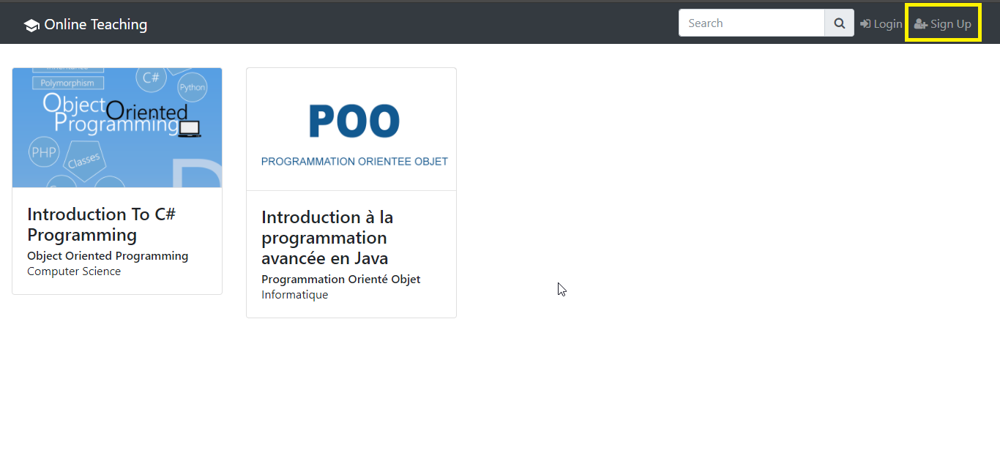 Online Teaching
Search
Login
Sign Up
Polymorphism
C#
Python
Object Oriented
Programming
PHP
Classes
Introduction To C#
Programming
Object Oriented Programming
Computer Science
POO
PROGRAMMATION ORIENTEE OBJET
Introduction à la
programmation
avancée en Java
Programmation Orienté Objet
Informatique